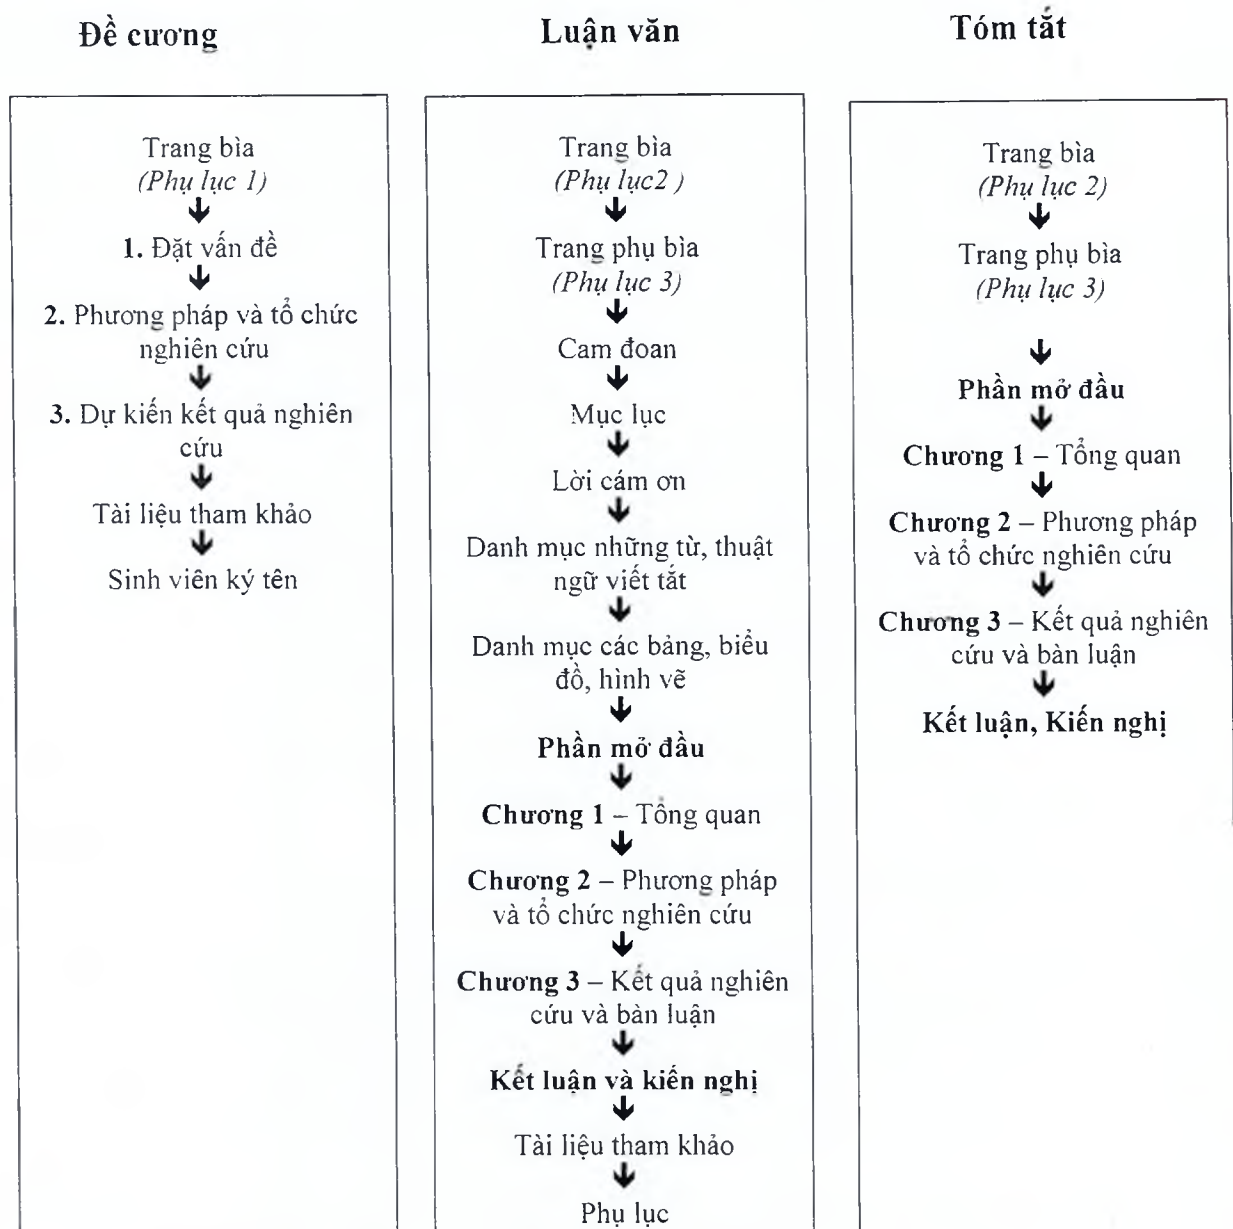 Đề cương
Trang bìa
(Phụ lục 1)
1. Đặt vấn đề
2. Phương pháp và tổ chức
nghiên cứu
3. Dự kiến kết quả nghiên
cứu
Tài liệu tham khảo
Sinh viên ký tên
Luận văn
Trang bìa
(Phụ lục2 )
Trang phụ bìa
(Phụ lục 3)
Cam đoan
Mục lục
Lời cám ơn
Danh mục những từ, thuật
ngữ viết tắt
Danh mục các bảng, biểu
đồ, hình vẽ
Phần mở đầu
Chương 1 – Tổng quan
Chương 2 – Phương pháp
và tổ chức nghiên cứu
Chương 3 – Kết quả nghiên
cứu và bàn luận
Kết luận và kiến nghị
Tài liệu tham khảo
Phụ lục
Tóm tắt
Trang bìa
(Phụ lục 2)
Trang phụ bìa
(Phụ lục 3)
Phần mở đầu
Chương 1 – Tổng quan
Chương 2 – Phương pháp
và tổ chức nghiên cứu
Chương 3 – Kết quả nghiên
cứu và bàn luận
Kết luận, Kiến nghị